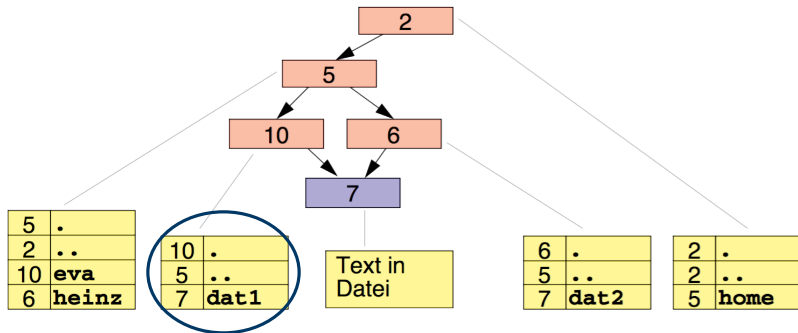 2
5
10 6
7
5 .
2 ..
10 eva
6 heinz
10 .
5 ..
7 dat1
Text in
Datei
6 .
5 ..
7 dat2
2 .
2 ..
5 home